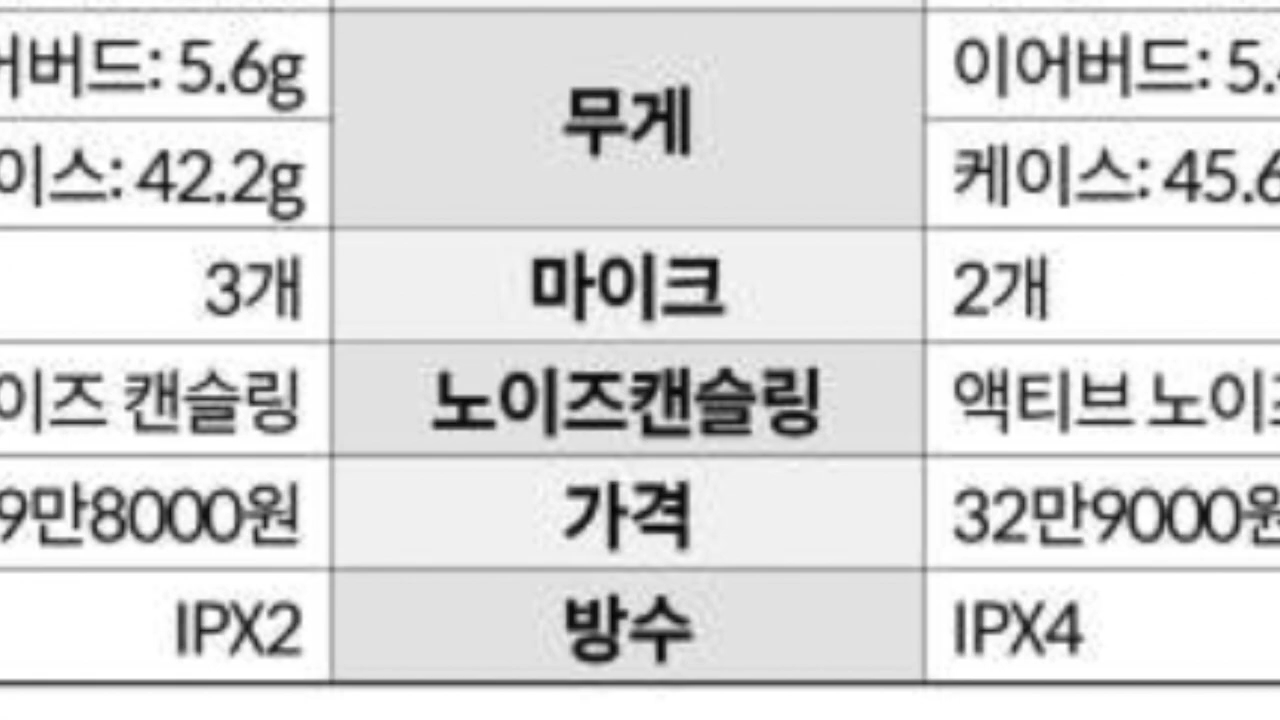 어버드: 5.6g 무게 이어버드: 5.
이스: 42.2g 케이스: 45.6
3개 마이크 2개
이즈 캔슬링 노이즈캔슬링 액티브 노이즈
9만8000원 가격 32만9000원
IPX2 방수 IPX4